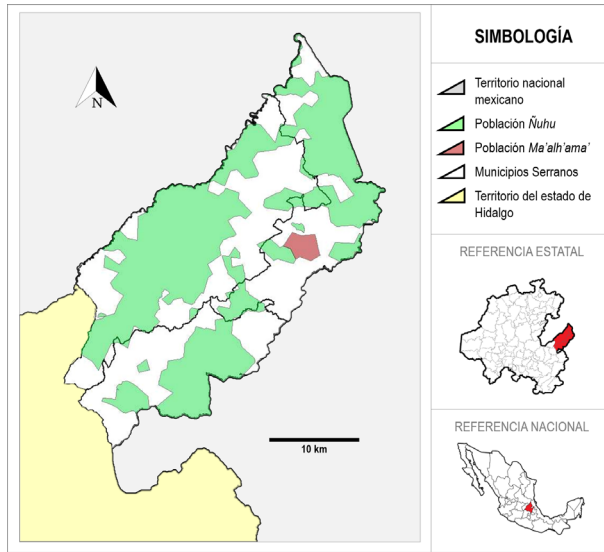 N
10 km
SIMBOLOGÍA
Territorio nacional
mexicano
Población Ñuhu
Población Ma'alh'ama'
Municipios Serranos
Territorio del estado de
Hidalgo
REFERENCIA ESTATAL
REFERENCIA NACIONAL